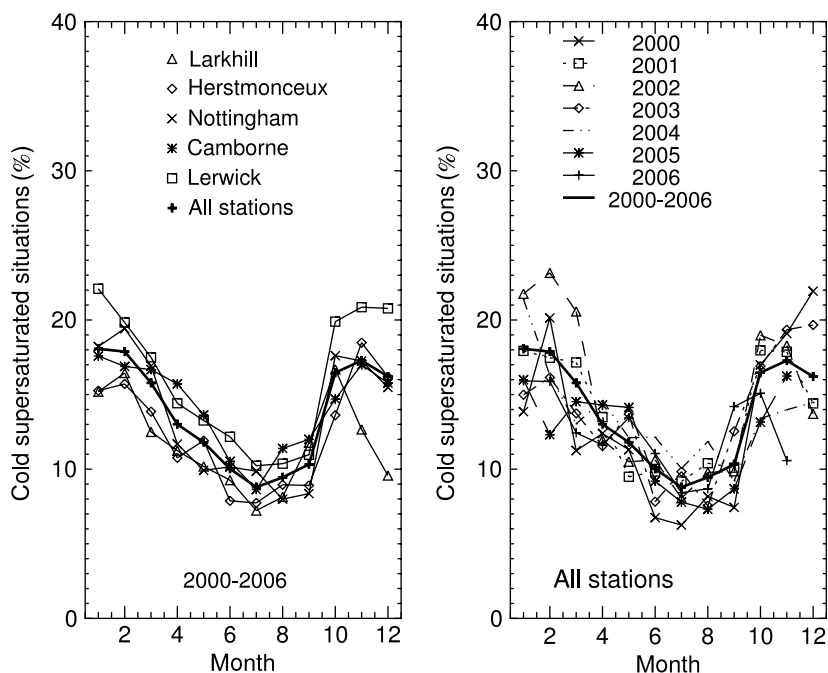 40
30
20
10
0
Cold supersaturated situations (%)
Larkhill
Herstmonceux
Nottingham
Camborne
Lerwick
All stations
2000-2006
2 4 6 8 10 12
Month
40
30
20
10
0
Cold supersaturated situations (%)
2000
2001
2002
2003
2004
2005
2006
2000-2006
All stations
2 4 6 8 10 12
Month